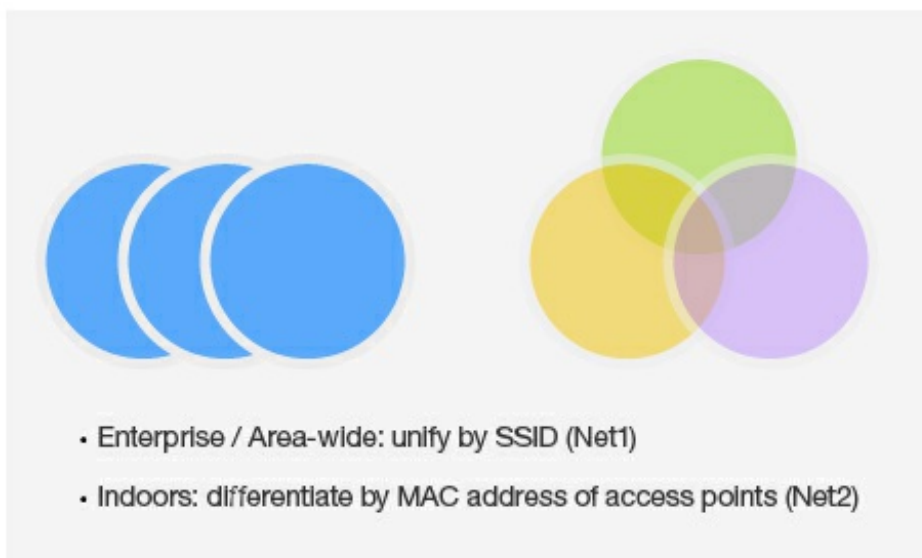 • Enterprise / Area-wide: unify by SSID (Net1)
• Indoors: differentiate by MAC address of access points (Net2)